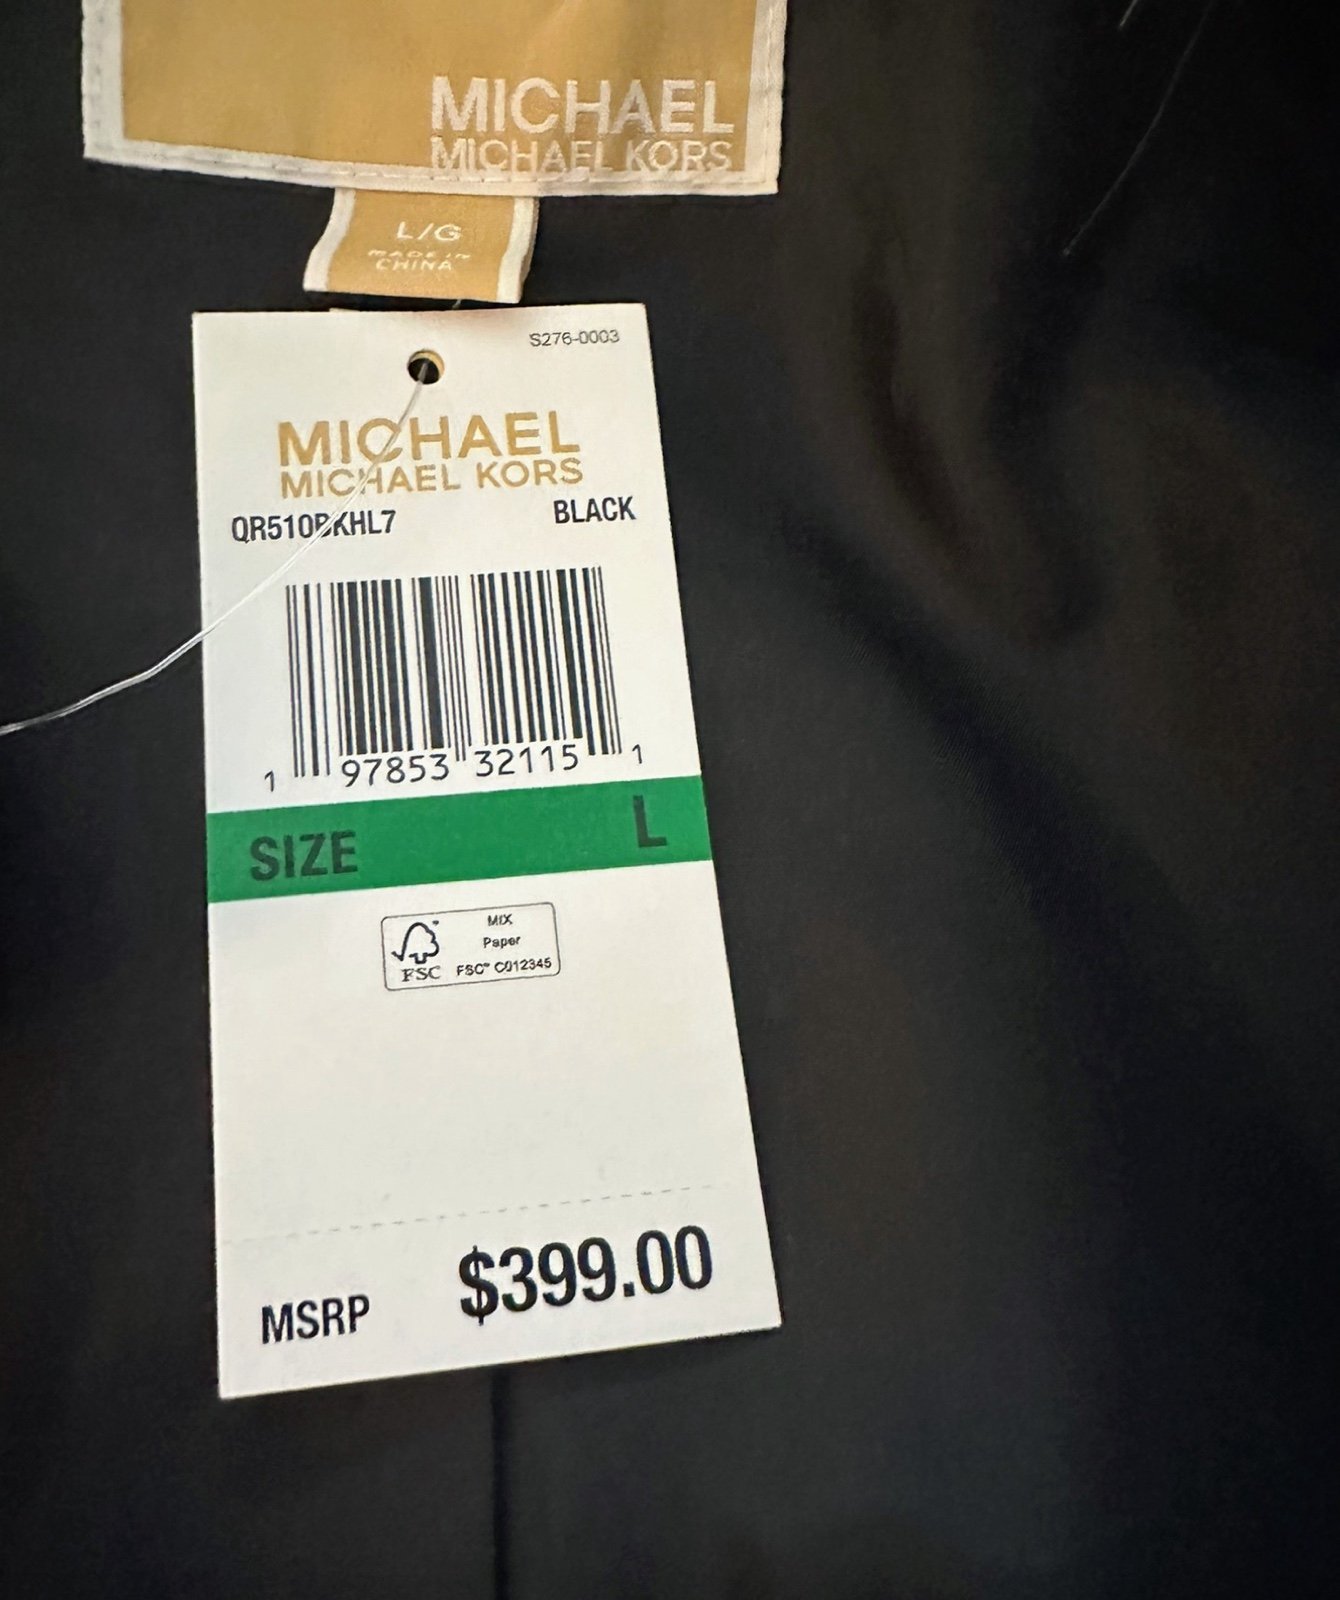 MICHAEL
MICHAEL KORS
L/G
MADE IN
CHINA
S276-0003
MICHAEL
MICHAEL KORS
QR510BKHL7 BLACK
1 97853 32115 1
SIZE L
MIX
Paper
FSC FSC™ C012345
MSRP $399.00